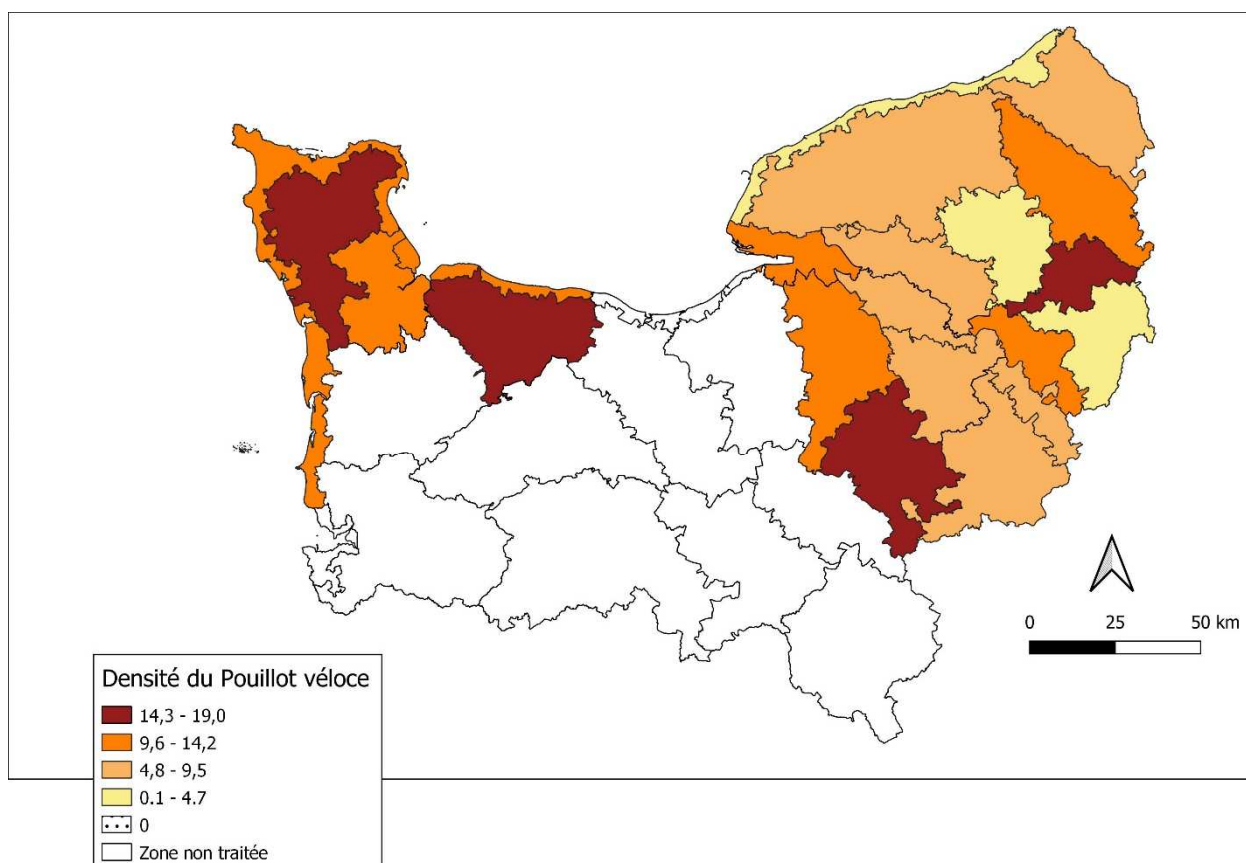 0 25 50 km
Densité du Pouillot véloce
14,3 - 19,0
9,6 - 14,2
4,8 - 9,5
0.1 - 4.7
0
Zone non traitée